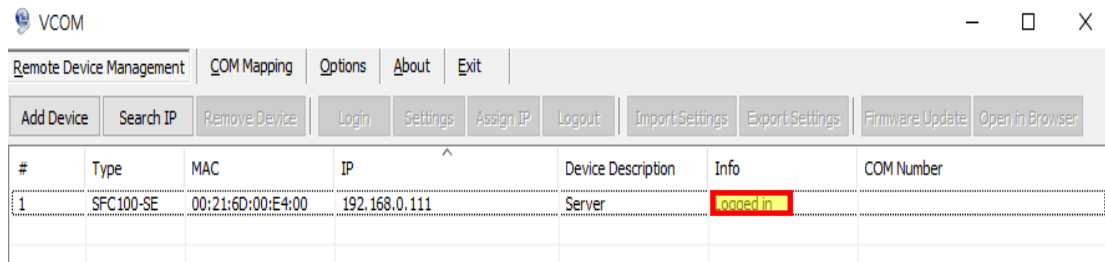 VCOM
Remote Device Management COM Mapping Options About Exit
Add Device Search IP Remove Device Login Settings Assign IP Logout Import Settings Export Settings Firmware Update Open in Browser
# Type MAC IP Device Description Info COM Number
1 SFC100-SE 00:21:6D:00:E4:00 192.168.0.111 Server Logged in